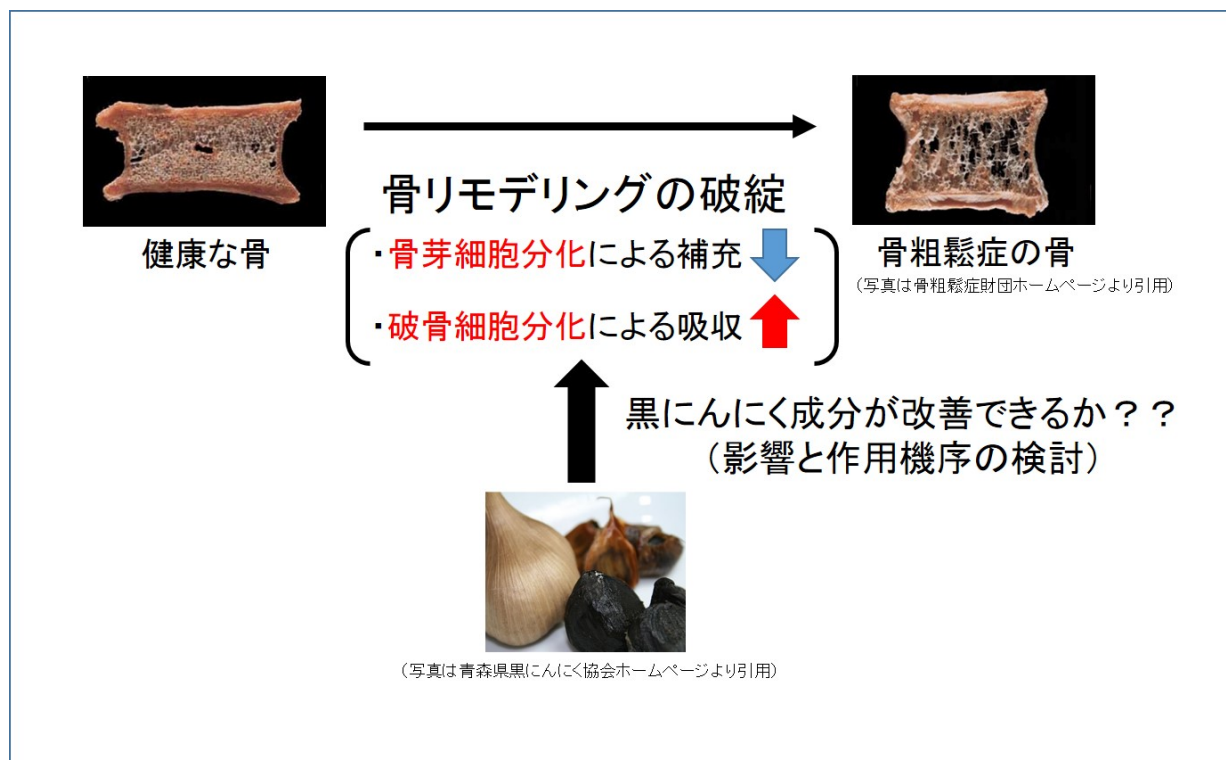 骨リモデリングの破綻
健康な骨
・骨芽細胞分化による補充
・破骨細胞分化による吸収
骨粗鬆症の骨
(写真は骨粗鬆症財団ホームページより引用)
黒にんにく成分が改善できるか？？
(影響と作用機序の検討)
(写真は青森県黒にんにく協会ホームページより引用)